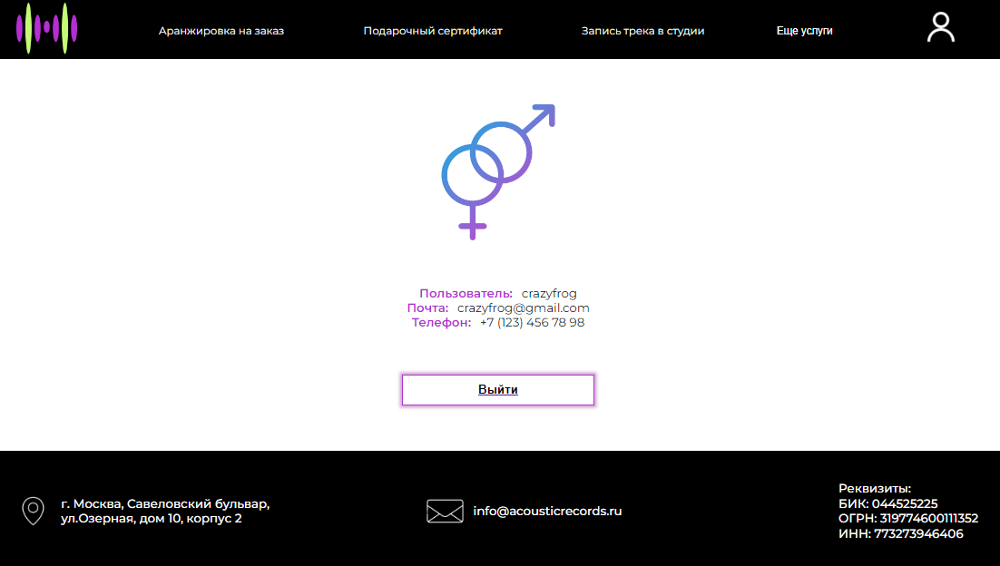 Аранжировка на заказ
Подарочный сертификат
Запись трека в студии
Еще услуги
Пользователь: crazyfrog
Почта: crazyfrog@gmail.com
Телефон: +7 (123) 456 78 98
Выйти
г. Москва, Савеловский бульвар,
ул.Озерная, дом 10, корпус 2
info@acousticrecords.ru
Реквизиты:
БИК: 044525225
ОГРН: 319774600111352
ИНН: 773273946406